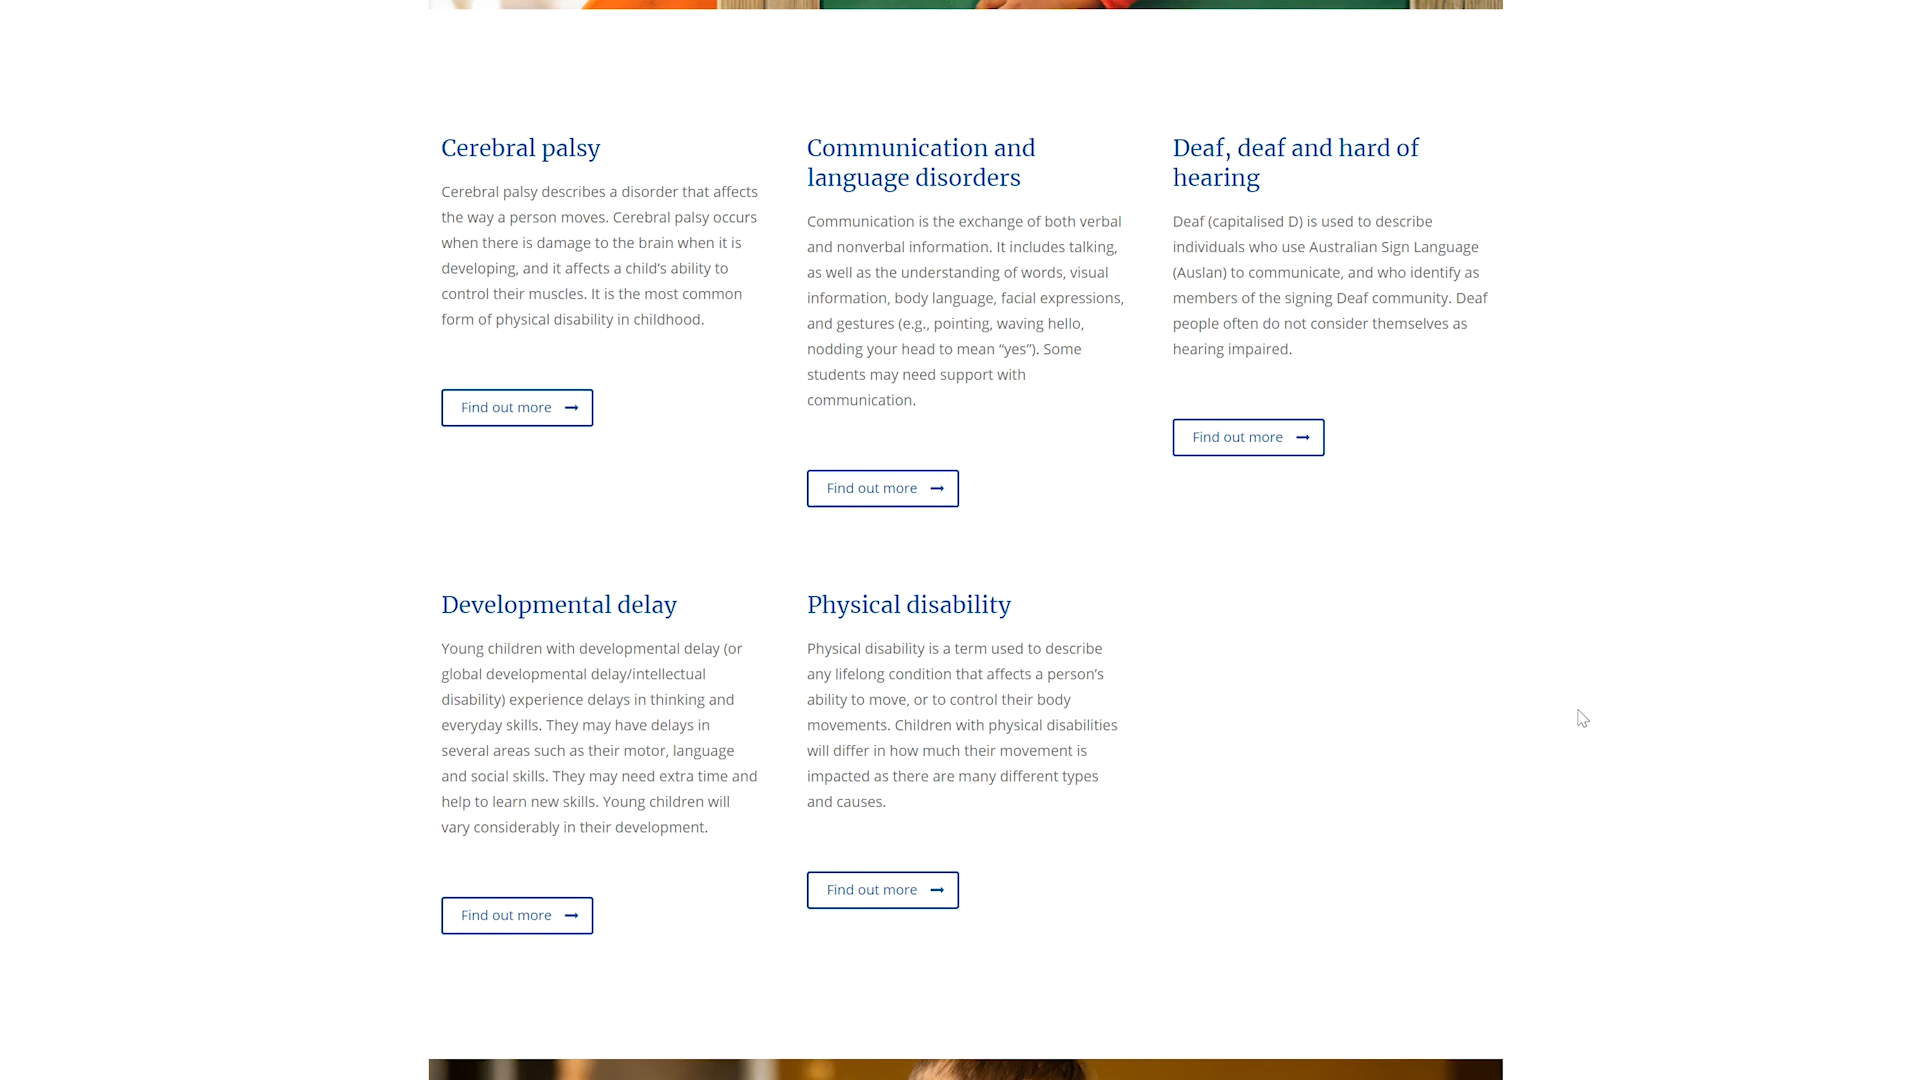 Cerebral palsy
Cerebral palsy describes a disorder that affects
the way a person moves. Cerebral palsy occurs
when there is damage to the brain when it is
developing, and it affects a child's ability to
control their muscles. It is the most common
form of physical disability in childhood.
Find out more
Communication and
language disorders
Communication is the exchange of both verbal
and nonverbal information. It includes talking,
as well as the understanding of words, visual
information, body language, facial expressions,
and gestures (e.g., pointing, waving hello,
nodding your head to mean “yes”). Some
students may need support with
communication.
Find out more
Deaf, deaf and hard of
hearing
Deaf (capitalised D) is used to describe
individuals who use Australian Sign Language
(Auslan) to communicate, and who identify as
members of the signing Deaf community. Deaf
people often do not consider themselves as
hearing impaired.
Find out more
Developmental delay
Young children with developmental delay (or
global developmental delay/intellectual
disability) experience delays in thinking and
everyday skills. They may have delays in
several areas such as their motor, language
and social skills. They may need extra time and
help to learn new skills. Young children will
vary considerably in their development.
Find out more
Physical disability
Physical disability is a term used to describe
any lifelong condition that affects a person’s
ability to move, or to control their body
movements. Children with physical disabilities
will differ in how much their movement is
impacted as there are many different types
and causes.
Find out more